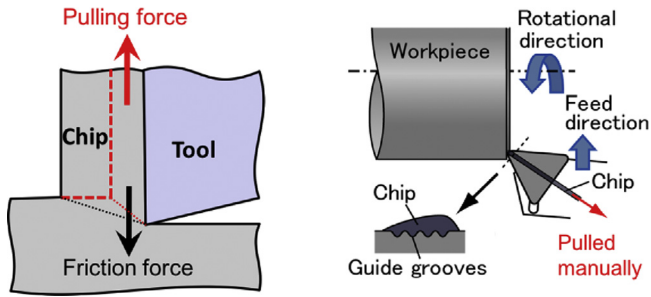 Pulling force
Chip
Tool
Friction force
Workpiece
Rotational
direction
Feed
direction
Chip
Chip
Guide grooves
Pulled
manually